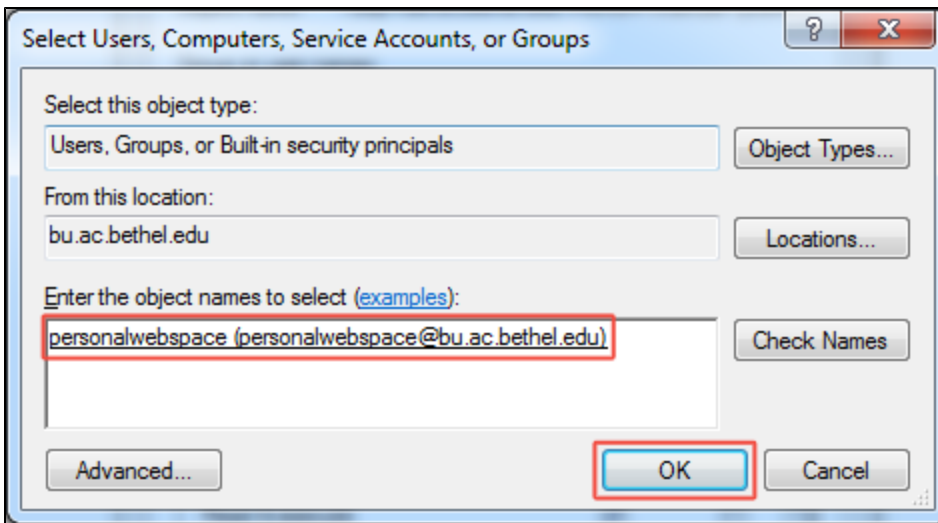 Select Users, Computers, Service Accounts, or Groups
Select this object type:
Users, Groups, or Built-in security principals
Object Types...
From this location:
bu.ac.bethel.edu
Locations...
Enter the object names to select (examples):
personalwebspace (personalwebspace@bu.ac.bethel.edu)
Check Names
Advanced...
OK
Cancel